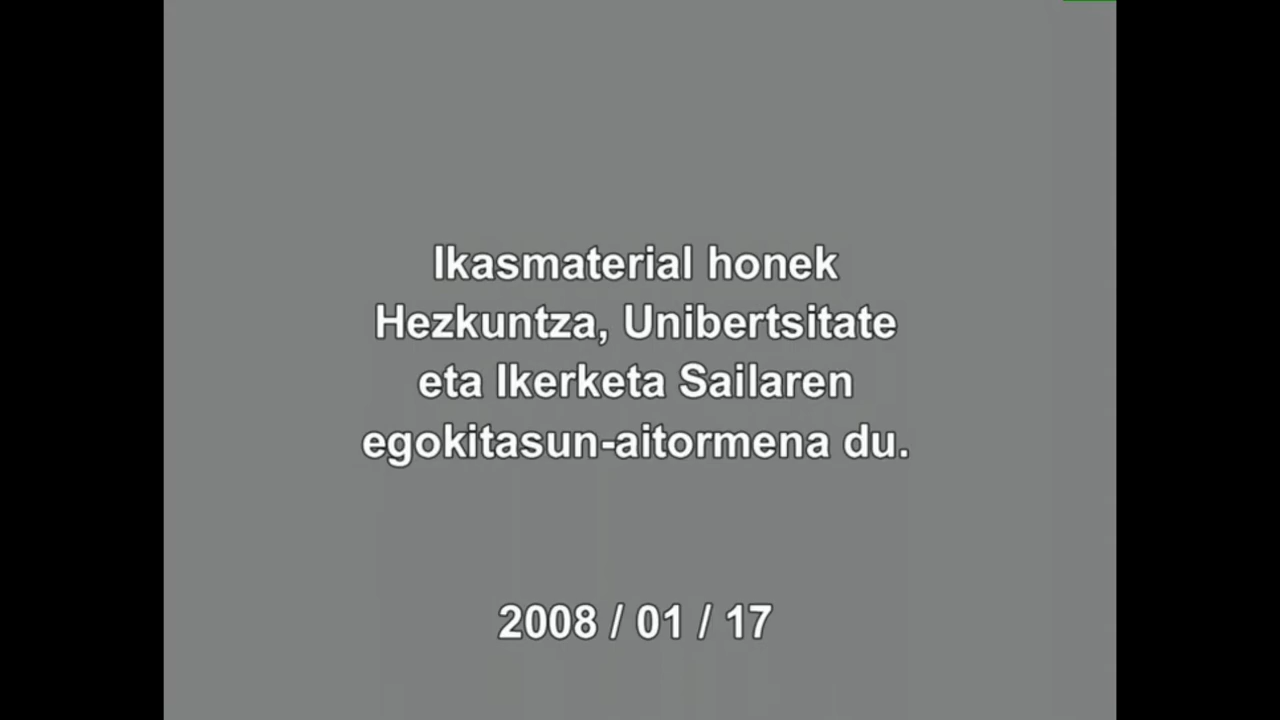 Ikasmaterial honek
Hezkuntza, Unibertsitate
eta Ikerketa Sailaren
egokitasun-aitormena du.
2008 / 01 / 17